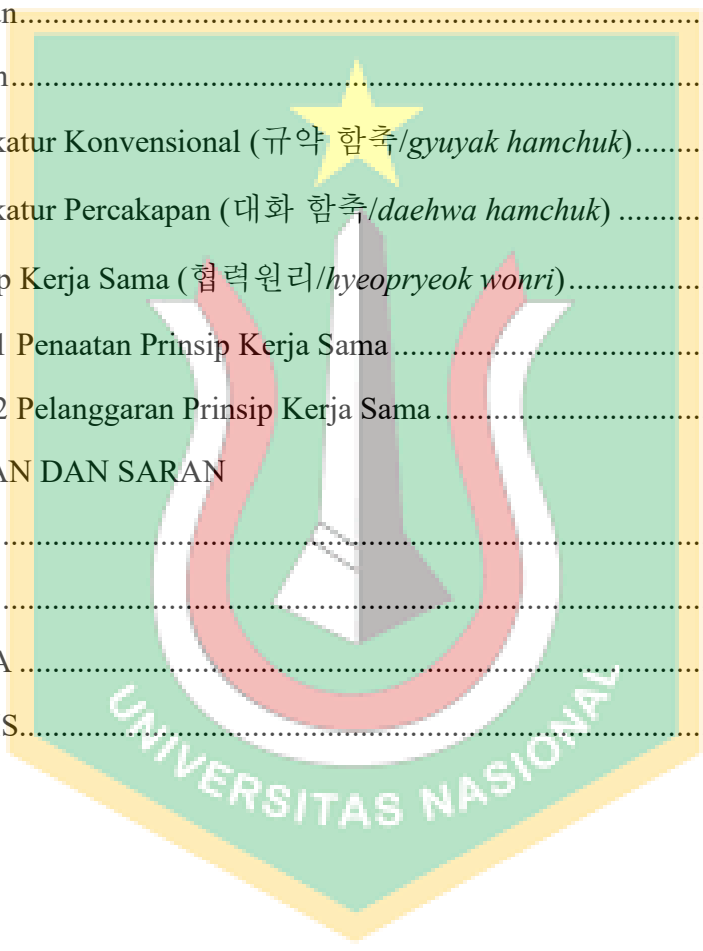 n....................
n....................
katur Konvensional (규약 함축/gyuyak hamchuk)........
katur Percakapan (대화 함축/daehwa hamchuk) .........
p Kerja Sama (협력원리/hyeopryeok wonri)...............
1 Penaatan Prinsip Kerja Sama ....................
2 Pelanggaran Prinsip Kerja Sama....................
AN DAN SARAN
....................
....................
A ....................
S....................
UNIVERSITAS NASIONAL